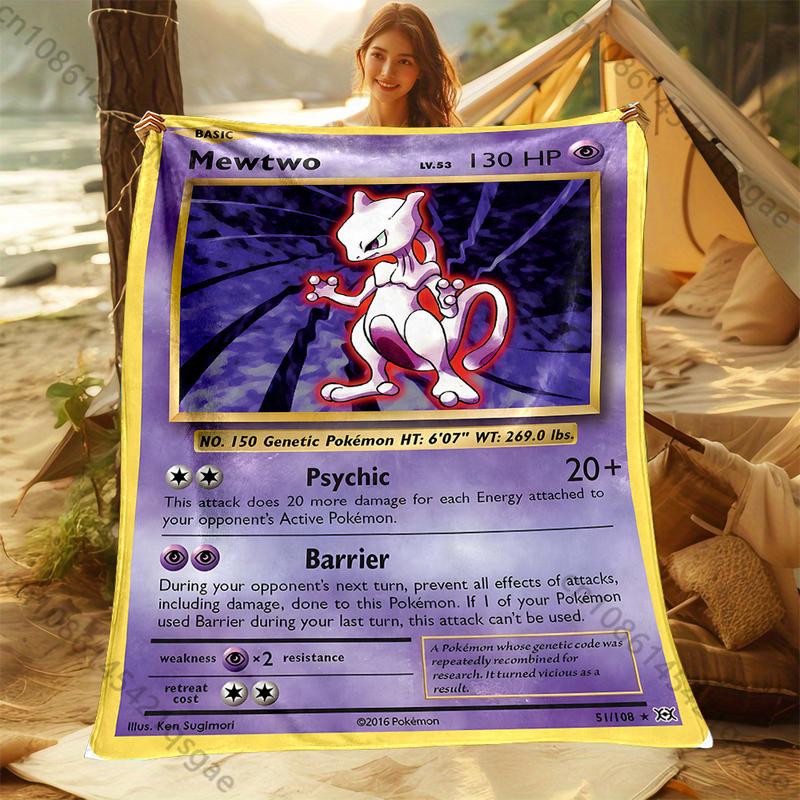 BASIC
Mewtwo LV.53 130 HP
NO. 150 Genetic Pokémon HT: 6'07" WT: 269.0 lbs.
Psychic 20+
This attack does 20 more damage for each Energy attached to
your opponent's Active Pokémon.
Barrier
During your opponent's next turn, prevent all effects of attacks,
including damage, done to this Pokémon. If 1 of your Pokémon
used Barrier during your last turn, this attack can't be used.
weakness ×2 resistance
retreat
cost
A Pokémon whose genetic code was
repeatedly recombined for
research. It turned vicious as a
result.
Illus. Ken Sugimori ©2016 Pokémon 51/108 ★